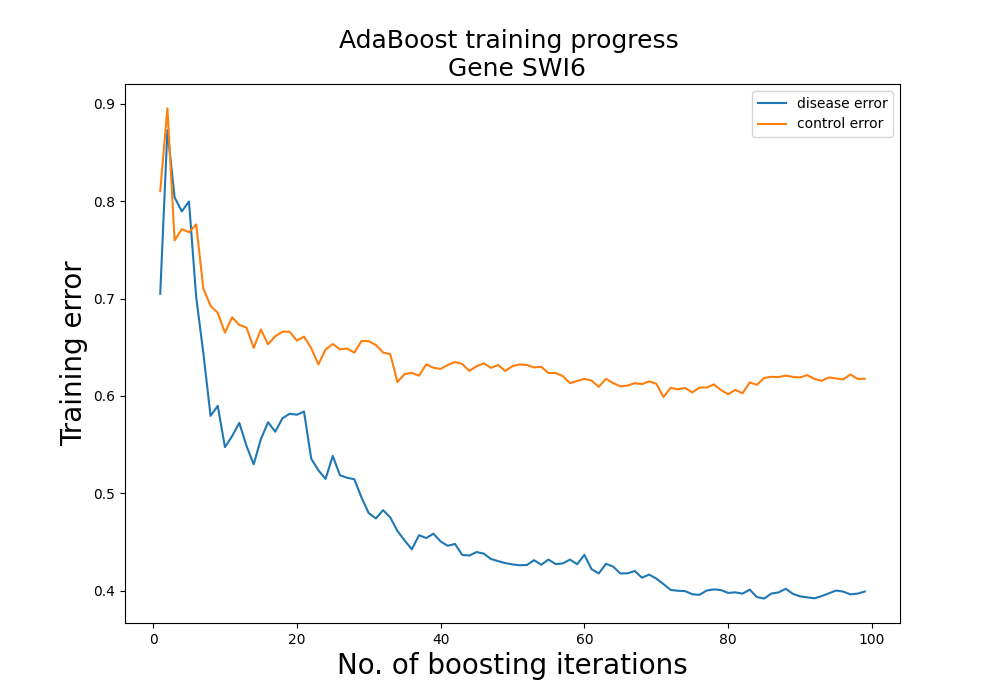 AdaBoost training progress
Gene SWI6
disease error
control error
Training error
0.9
0.8
0.7
0.6
0.5
0.4
0
20
40
60
80
100
No. of boosting iterations